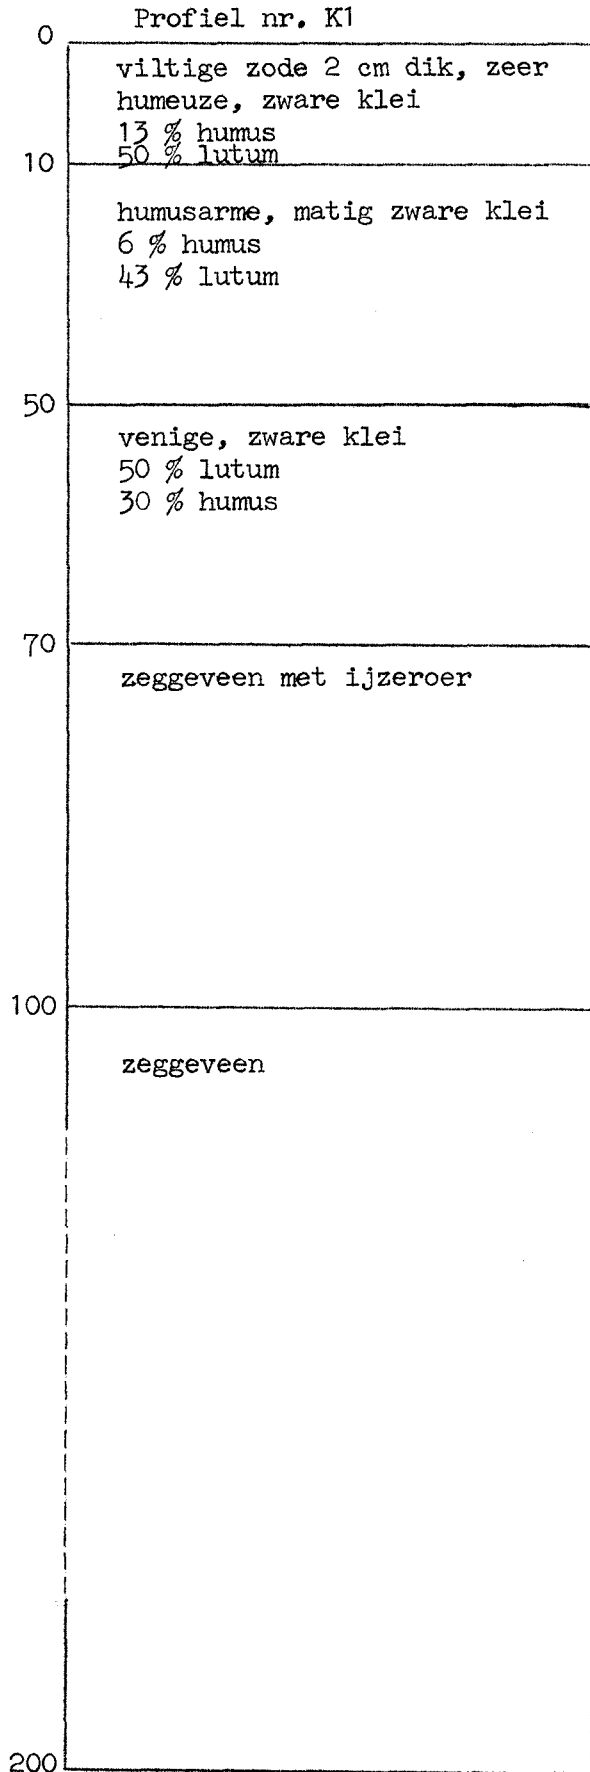 Profiel nr. K1
0
viltige zode 2 cm dik, zeer
humeuze, zware klei
13 % humus
50 % lutum
10
humusarme, matig zware klei
6 % humus
43 % lutum
50
venige, zware klei
50 % lutum
30 % humus
70
zeggeveen met ijzeroer
100
zeggeveen
200